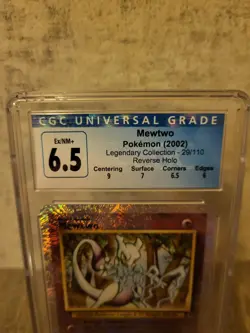 CGC UNIVERSAL GRADE
Ex/NM+
6.5
Mewtwo
Pokémon (2002)
Legendary Collection - 29/110
Reverse Holo
Centering Surface Corners Edges
9 7 6.5 6
Mewtwo